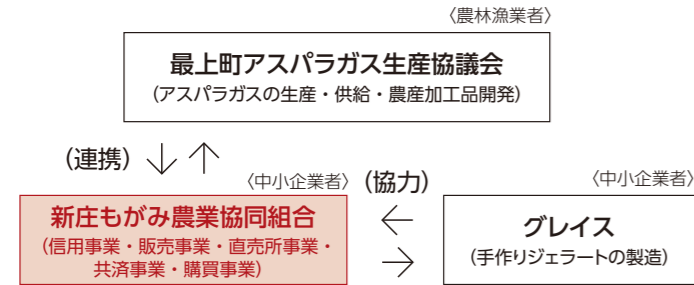 〈農林漁業者〉
最上町アスパラガス生産協議会
(アスパラガスの生産・供給・農産加工品開発)
(連携)
〈中小企業者〉
(協力)
〈中小企業者〉
新庄もがみ農業協同組合
(信用事業・販売事業・直売所事業・
共済事業・購買事業)
グレイス
(手作りジェラートの製造)